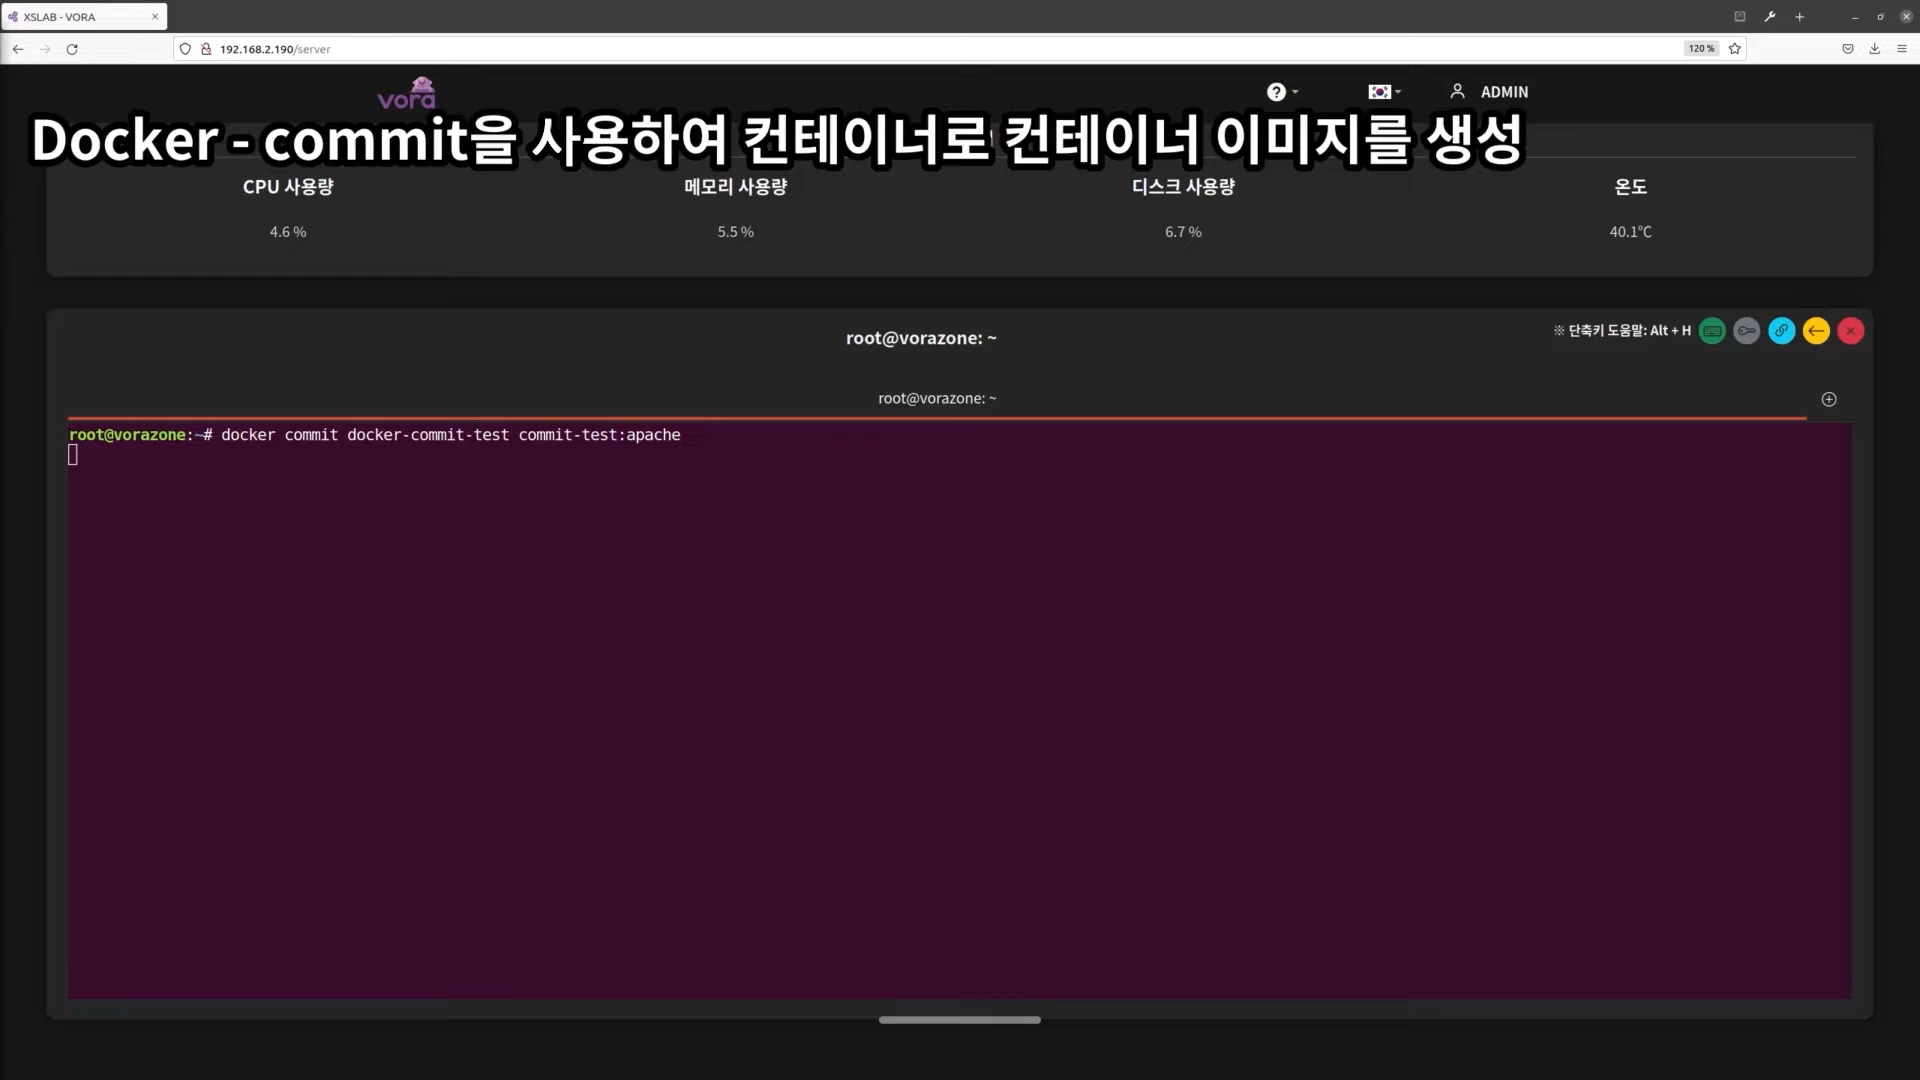 XSLAB - VORA
192.168.2.190/server
120 %
vora
ADMIN
Docker - commit을 사용하여 컨테이너로 컨테이너 이미지를 생성
CPU 사용량
메모리 사용량
디스크 사용량
온도
4.6 %
5.5 %
6.7 %
40.1℃
root@vorazone: ~
※ 단축키 도움말: Alt + H
root@vorazone: ~
root@vorazone:~# docker commit docker-commit-test commit-test:apache